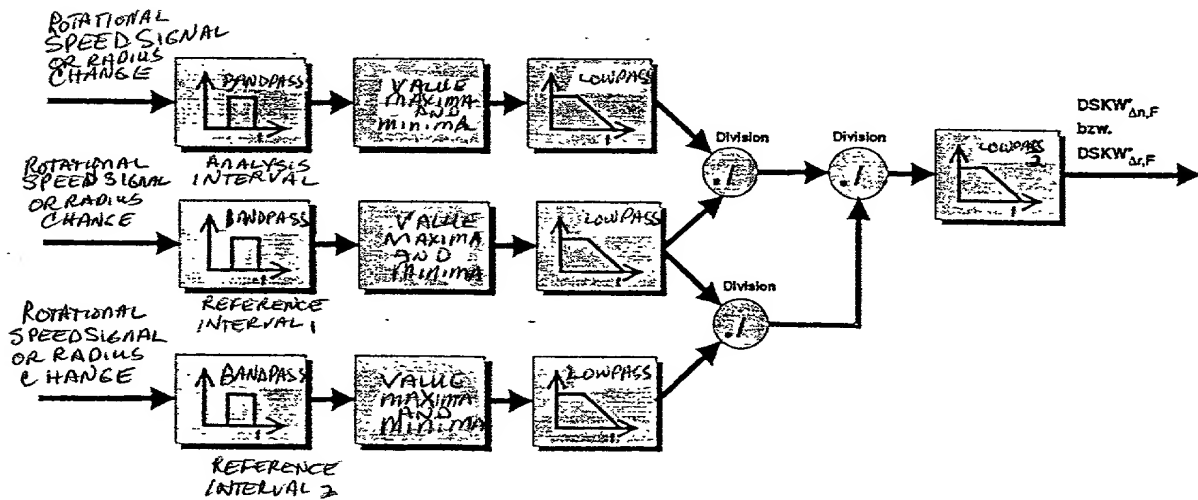 ROTATIONAL
SPEED SIGNAL
OR RADIUS
CHANGE
BANDPASS
f
ANALYSIS
INTERVAL
VALUE
MAXIMA
AND
MINIMA
LOWPASS
f
Division
./
Division
./
LOWPASS
2
f
DSKW*Δn,F
bzw.
DSKW*Δr,F
ROTATIONAL
SPEED SIGNAL
OR RADIUS
CHANGE
BANDPASS
f
REFERENCE
INTERVAL 1
VALUE
MAXIMA
AND
MINIMA
LOWPASS
f
Division
./
ROTATIONAL
SPEED SIGNAL
OR RADIUS
CHANGE
BANDPASS
f
REFERENCE
INTERVAL 2
VALUE
MAXIMA
AND
MINIMA
LOWPASS
f